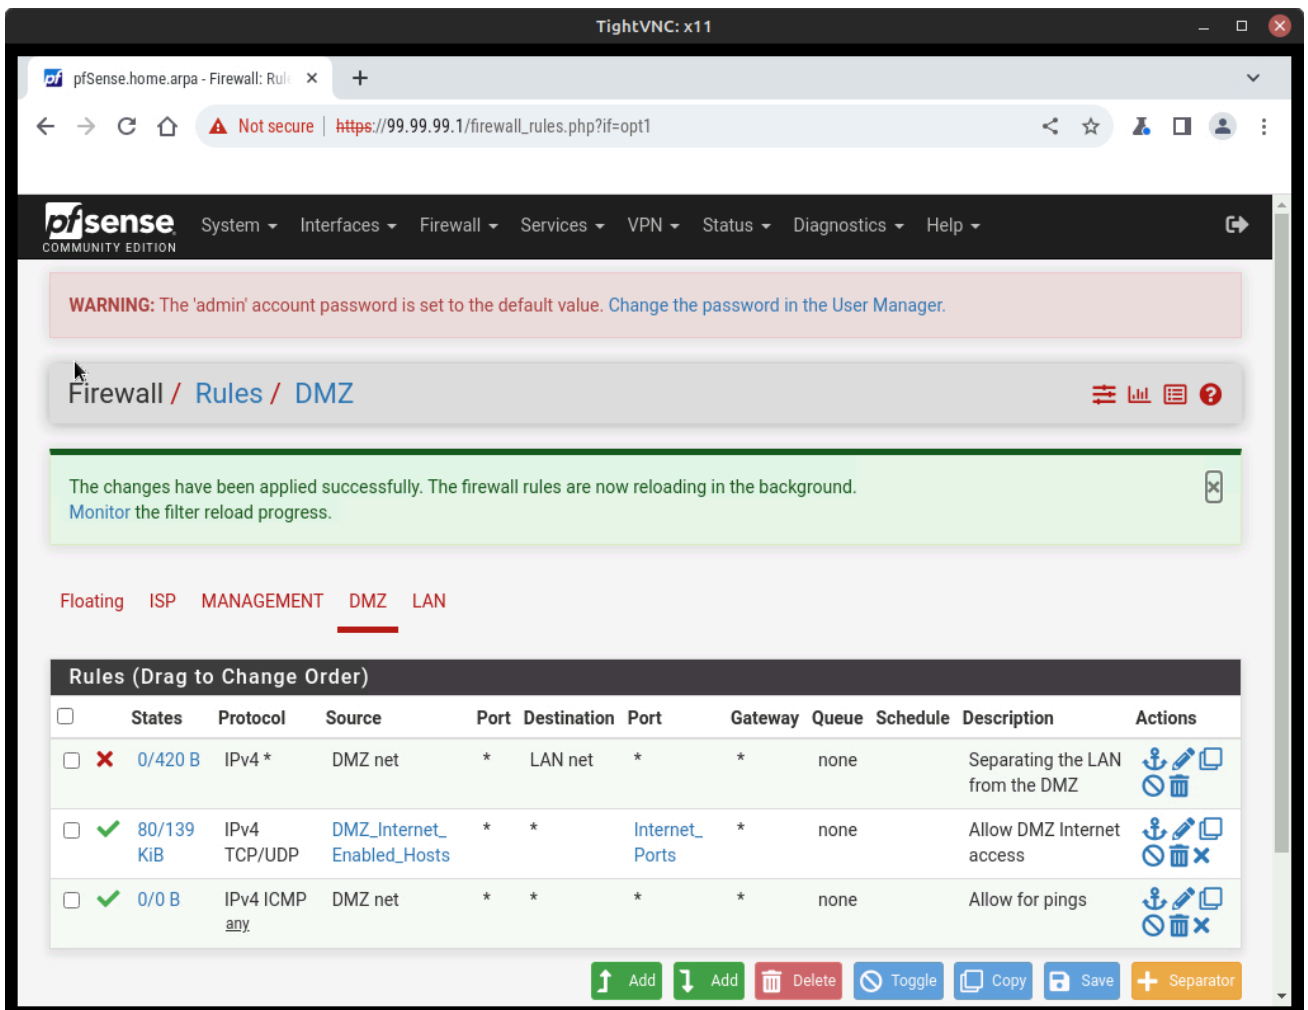 TightVNC: x11
pfSense.home.arpa - Firewall: Rul
Not secure https://99.99.99.1/firewall_rules.php?if=opt1
pfsense
COMMUNITY EDITION
System Interfaces Firewall Services VPN Status Diagnostics Help
WARNING: The 'admin' account password is set to the default value. Change the password in the User Manager.
Firewall / Rules / DMZ
The changes have been applied successfully. The firewall rules are now reloading in the background.
Monitor the filter reload progress.
Floating ISP MANAGEMENT DMZ LAN
Rules (Drag to Change Order)
States Protocol Source Port Destination Port Gateway Queue Schedule Description Actions
0/420 B IPv4 * DMZ net * LAN net * * none Separating the LAN
from the DMZ
80/139 IPv4 DMZ_Internet_ * * Internet_ * none Allow DMZ Internet
KiB TCP/UDP Enabled_Hosts Ports access
0/0 B IPv4 ICMP DMZ net * * * * none Allow for pings
any
Add Add Delete Toggle Copy Save Separator